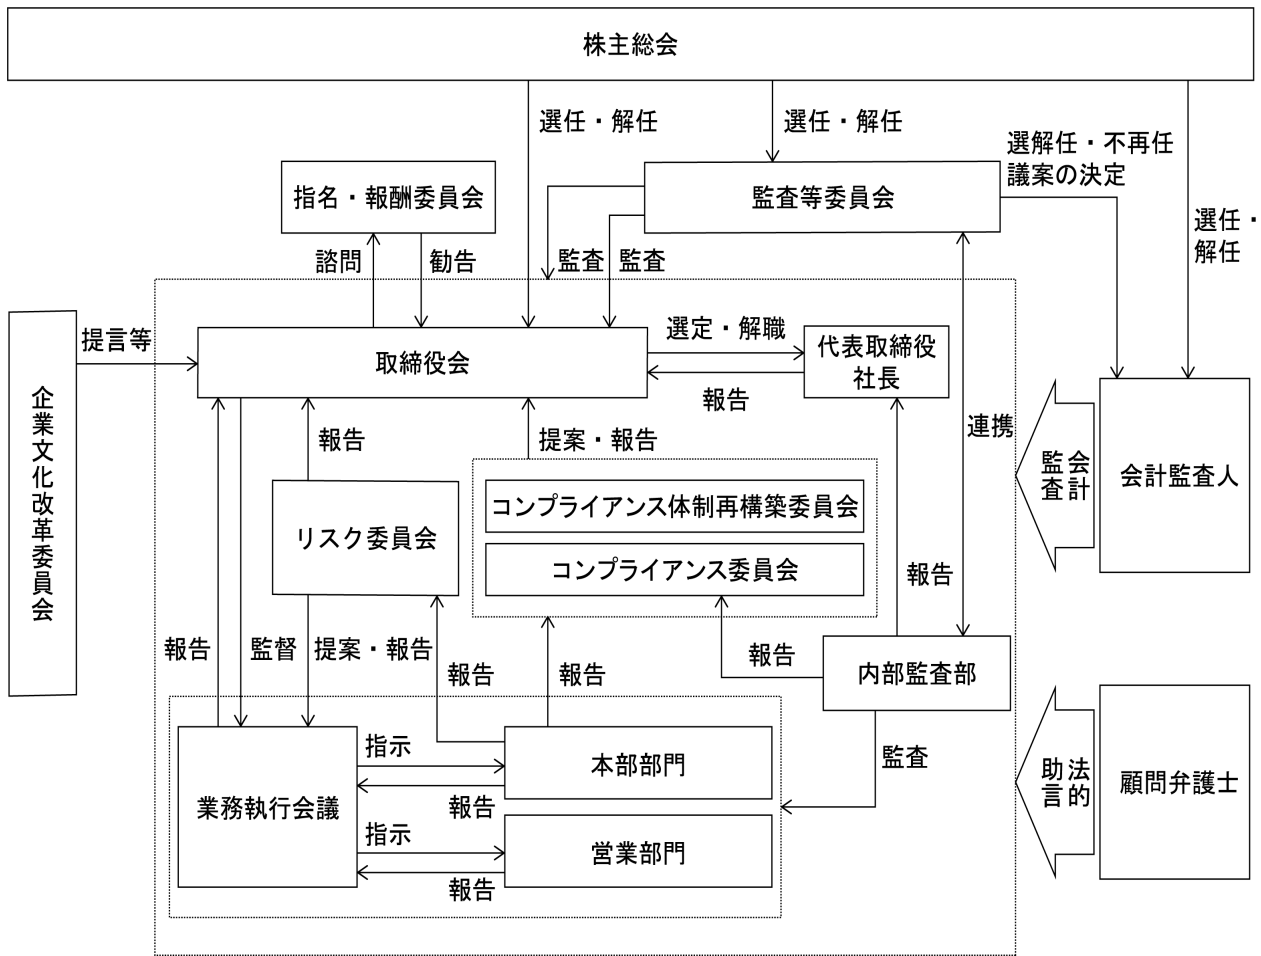 株主総会
選任・解任
選任・解任
選解任・不再任
議案の決定
選任・
解任
指名・報酬委員会
監査等委員会
諮問
勧告
監査
監査
提言等
取締役会
選定・解職
報告
代表取締役
社長
企業文化改革委員会
報告
提案・報告
連携
会計
監査
会計監査人
リスク委員会
コンプライアンス体制再構築委員会
コンプライアンス委員会
報告
報告
監督
提案・報告
報告
報告
報告
内部監査部
業務執行会議
指示
報告
本部部門
監査
指示
報告
営業部門
法的
助言
顧問弁護士